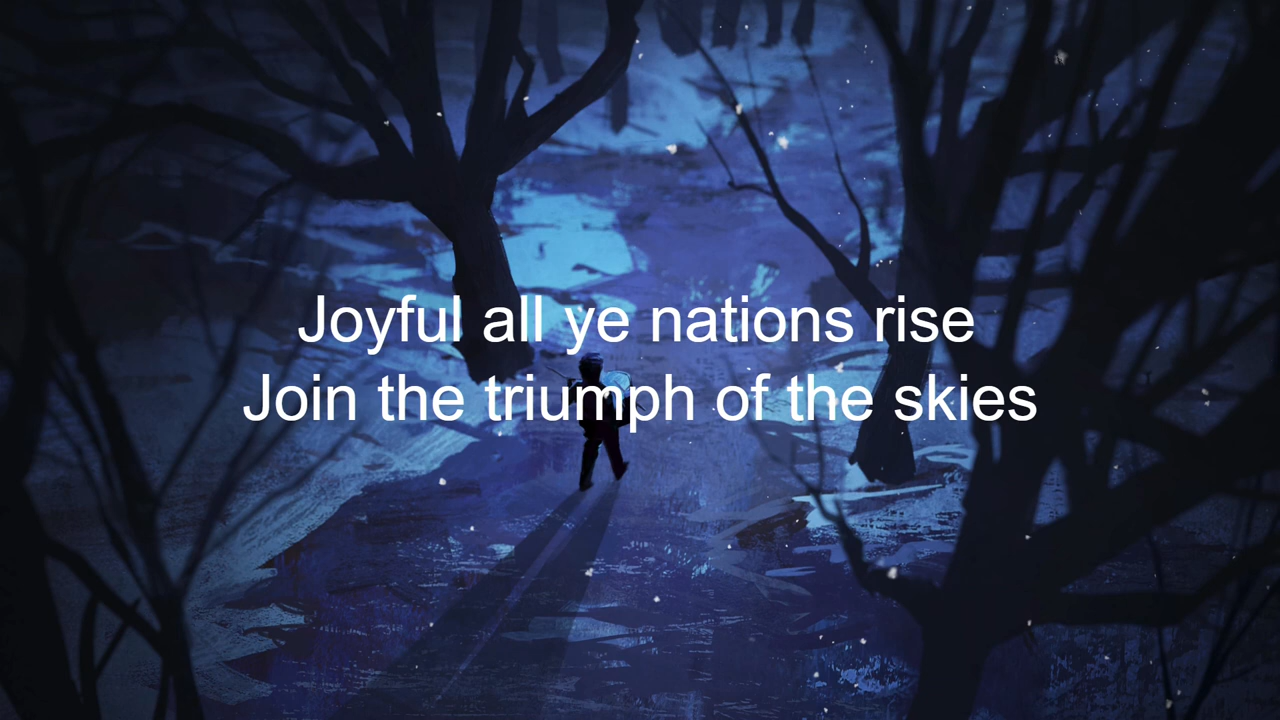 Joyful all ye nations rise
Join the triumph of the skies